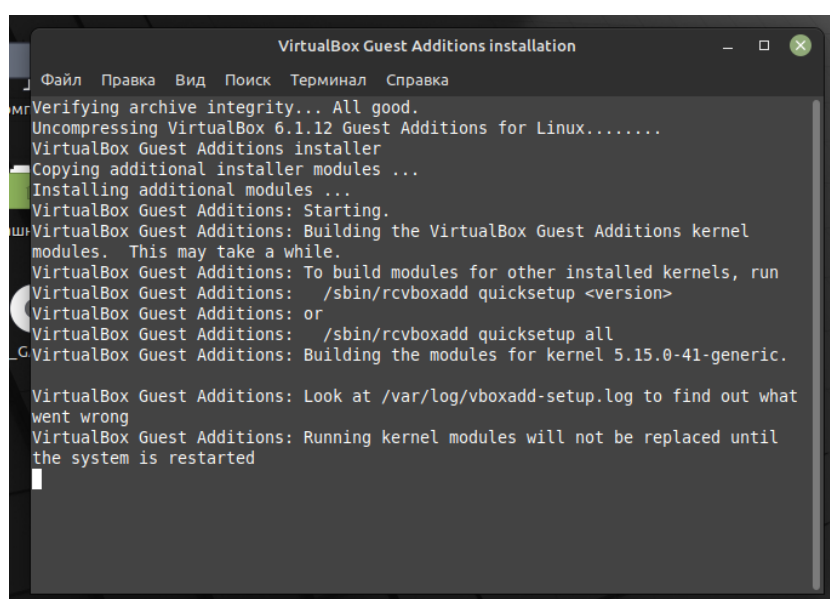 VirtualBox Guest Additions installation
Файл Правка Вид Поиск Терминал Справка
Verifying archive integrity... All good.
Uncompressing VirtualBox 6.1.12 Guest Additions for Linux........
VirtualBox Guest Additions installer
Copying additional installer modules ...
Installing additional modules ...
VirtualBox Guest Additions: Starting.
VirtualBox Guest Additions: Building the VirtualBox Guest Additions kernel
modules.  This may take a while.
VirtualBox Guest Additions: To build modules for other installed kernels, run
VirtualBox Guest Additions:   /sbin/rcvboxadd quicksetup <version>
VirtualBox Guest Additions: or
VirtualBox Guest Additions:   /sbin/rcvboxadd quicksetup all
VirtualBox Guest Additions: Building the modules for kernel 5.15.0-41-generic.
VirtualBox Guest Additions: Look at /var/log/vboxadd-setup.log to find out what
went wrong
VirtualBox Guest Additions: Running kernel modules will not be replaced until
the system is restarted